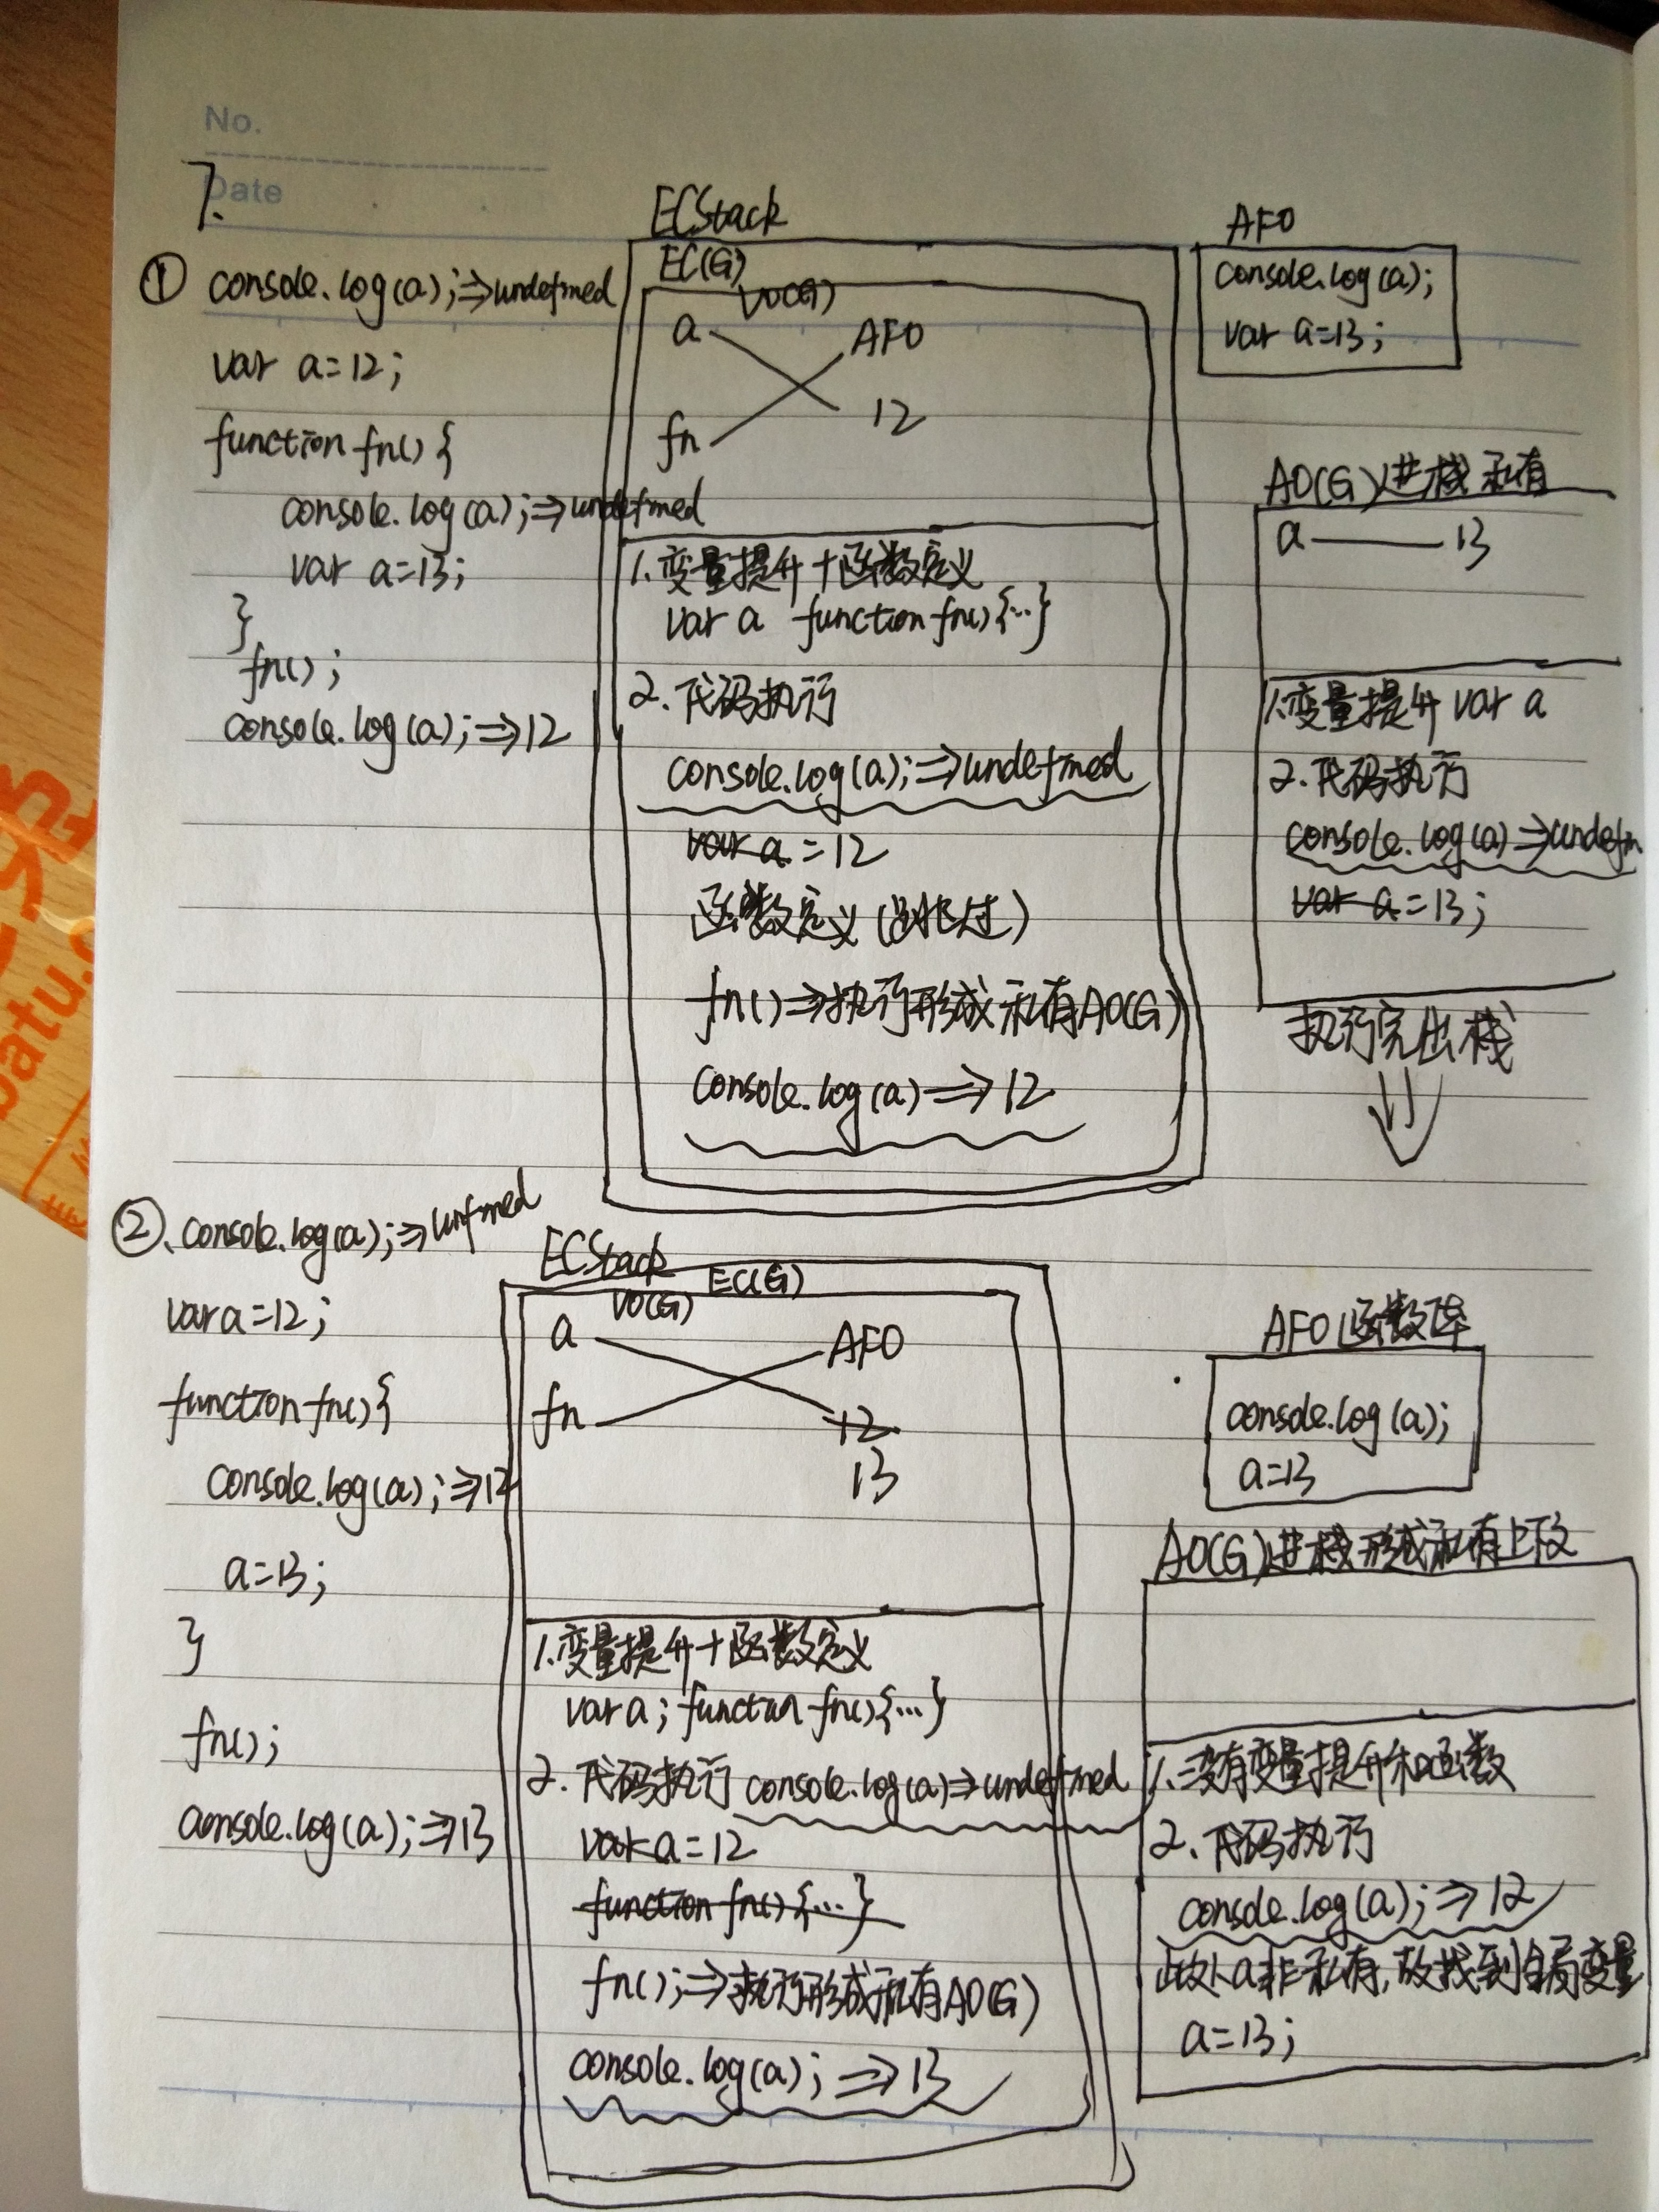 No.
Date
7.
① console.log(a);⇒undefined
var a=12;
function fn(){
console.log(a);⇒undefined
var a=13;
}
fn();
console.log(a);⇒12
ECStack
EC(G)
VO(G)
a
AFO
12
fn
1.变量提升+函数定义
var a function fn(){...}
2.代码执行
console.log(a);⇒undefined
var a=12
函数定义(跳过)
fn()⇒执行形成私有AO(G)
console.log(a)⇒12
AFO
console.log(a);
var a=13;
AO(G)进栈私有
a——13
1.变量提升 var a
2.代码执行
console.log(a)⇒undefin
var a=13;
执行完出栈
②.console.log(a);⇒unfined
var a=12;
function fn(){
console.log(a);⇒12
a=13;
}
fn();
console.log(a);⇒13
ECStack
VO(G) EC(G)
a
AFO
fn
12
13
1.变量提升+函数定义
var a; function fn(){...}
2.代码执行 console.log(a)⇒undefined
var a=12
function fn(){...}
fn();⇒执行形成私有AO(G)
console.log(a);⇒13
AFO函数库
console.log(a);
a=13
AO(G)进栈形成私有
1.没有变量提升和函数
2.代码执行
console.log(a);⇒12
此处a非私有,故找到全局变量
a=13;
batu.c